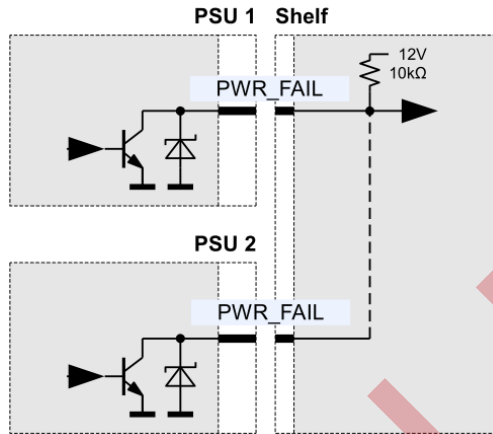 PSU 1 Shelf
12V
10kΩ
PWR_FAIL
PSU 2
PWR_FAIL